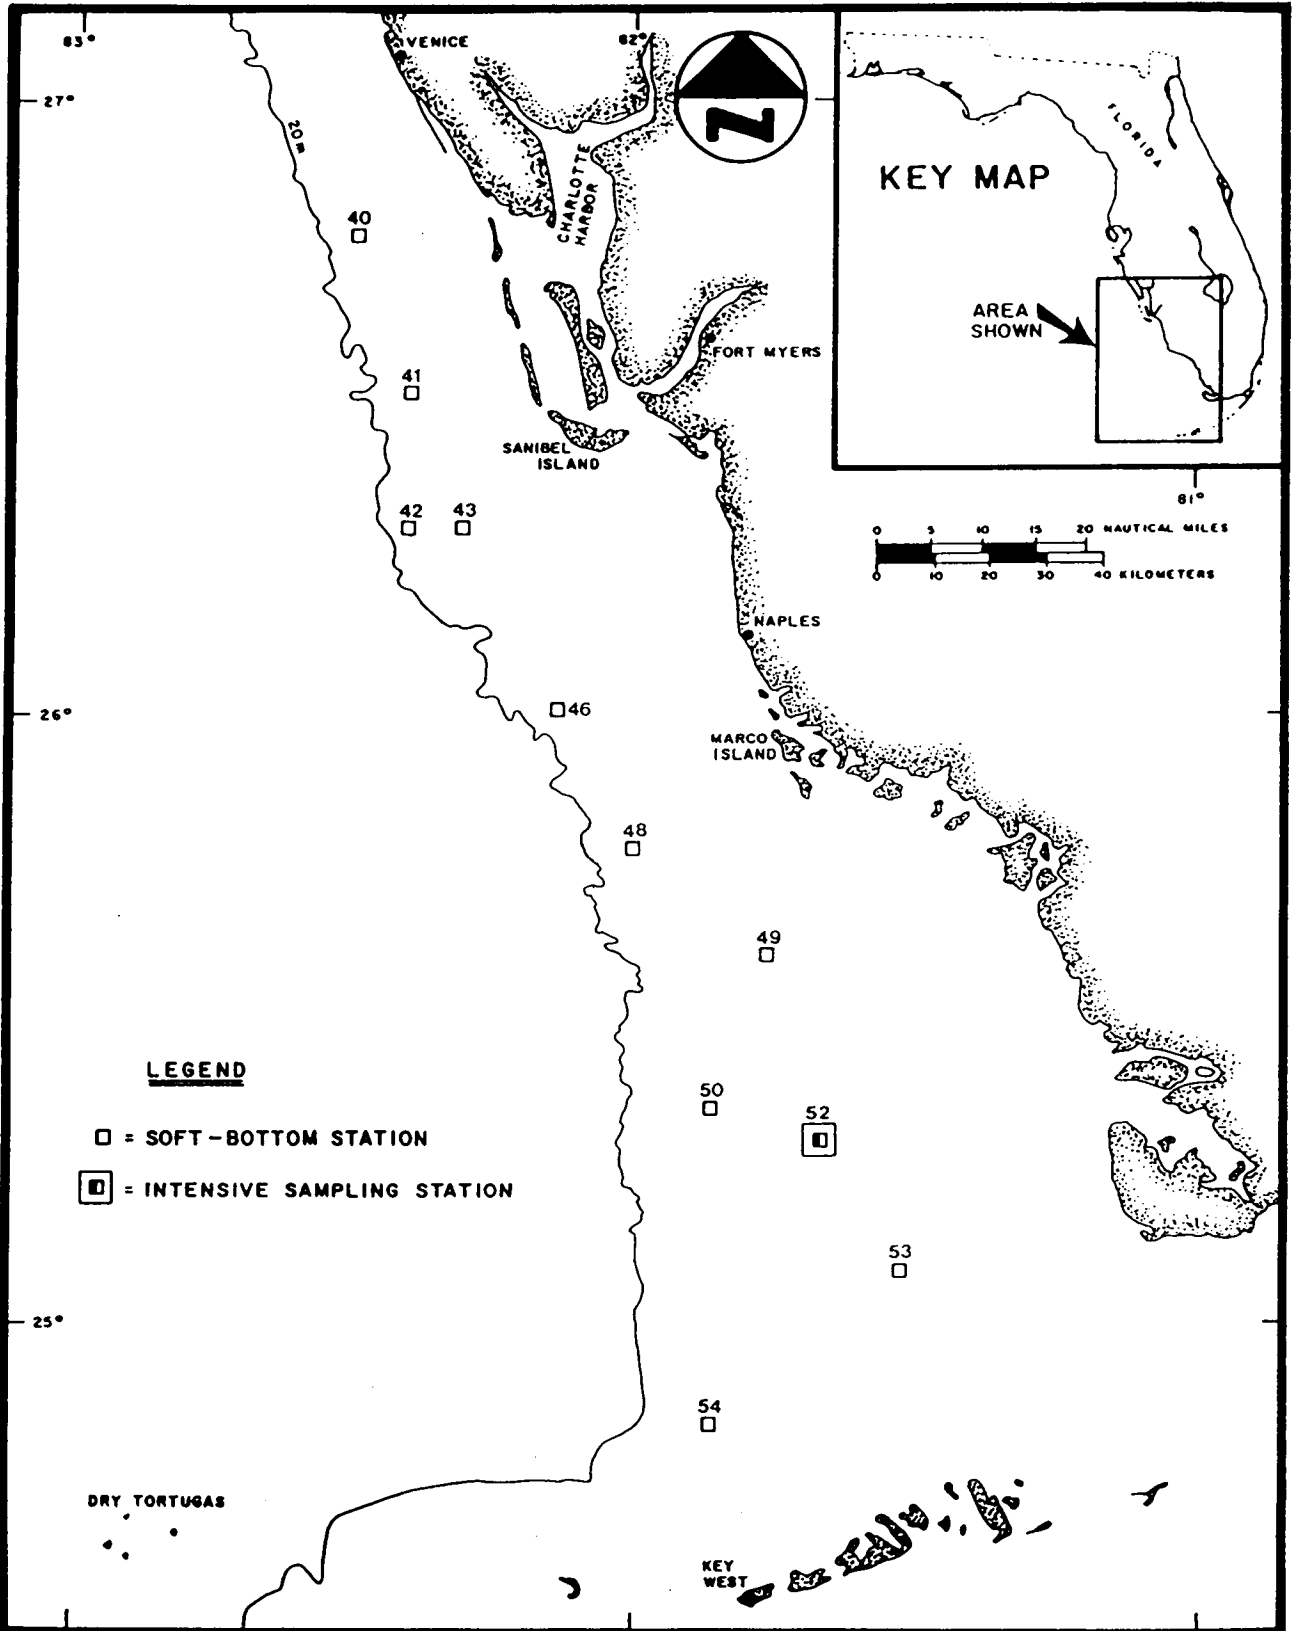 83°
VENICE
82°
27°
20 m
CHARLOTTE
HARBOR
N
FLORIDA
KEY MAP
40
AREA
SHOWN
FORT MYERS
41
SANIBEL
ISLAND
81°
42
43
0 5 10 15 20 NAUTICAL MILES
0 10 20 30 40 KILOMETERS
NAPLES
26°
46
MARCO
ISLAND
48
49
LEGEND
50
52
□ = SOFT-BOTTOM STATION
= INTENSIVE SAMPLING STATION
53
25°
54
DRY TORTUGAS
KEY
WEST